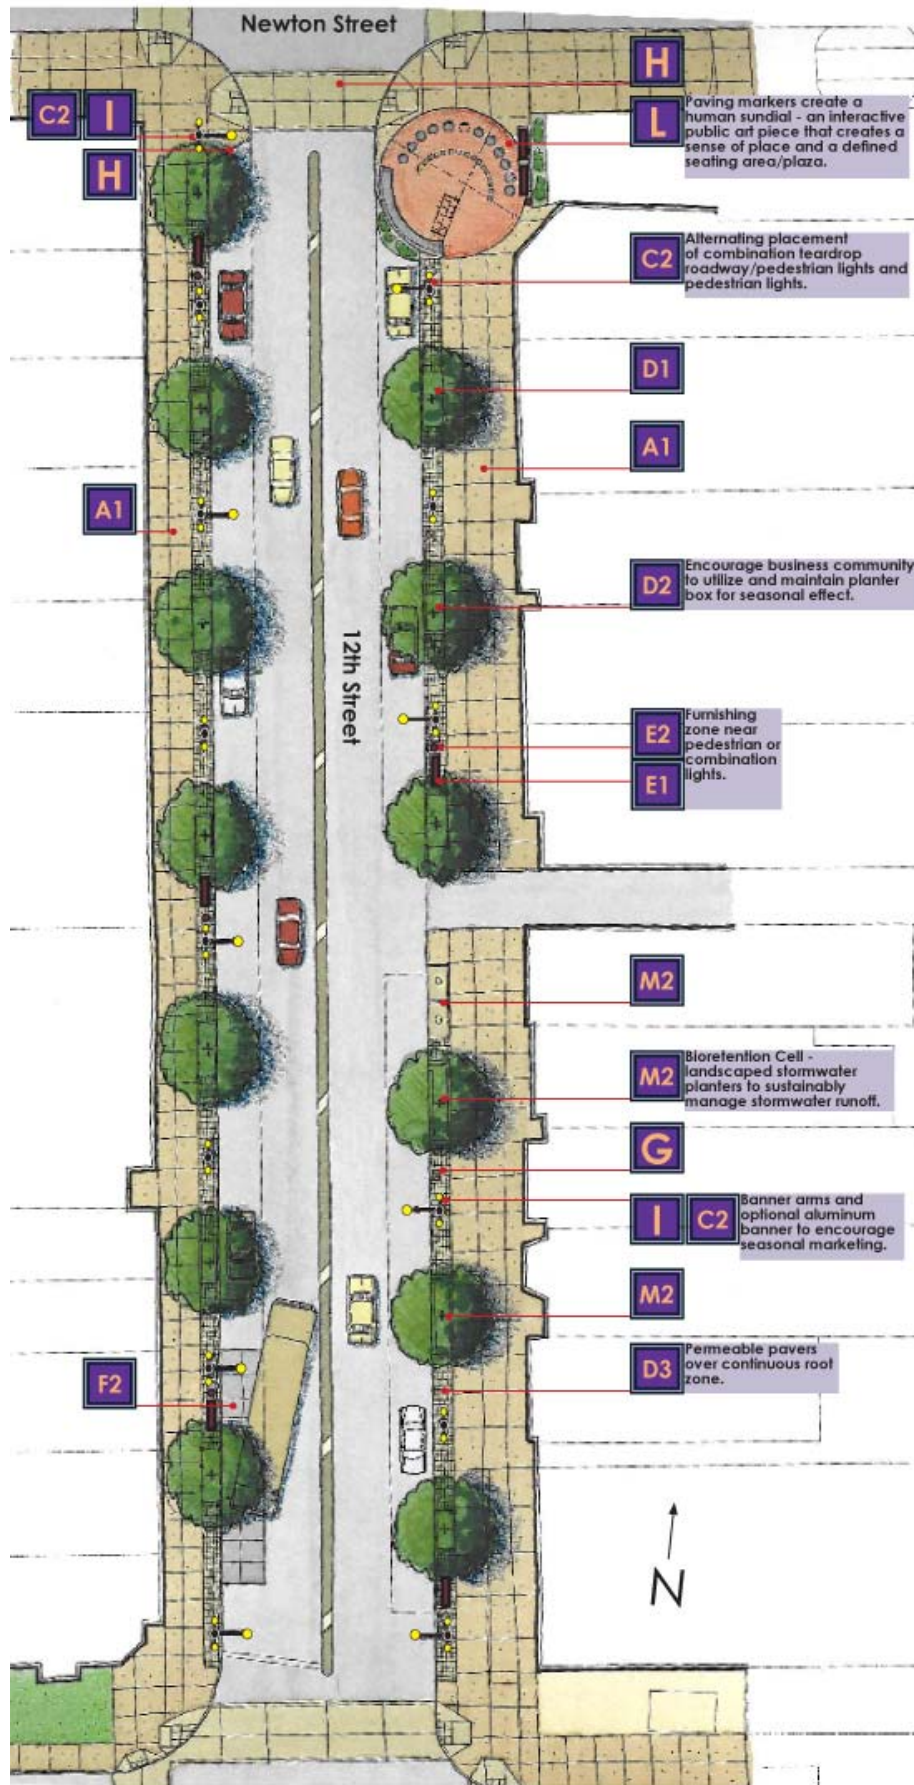 Newton Street
H
C2 I
L
Paving markers create a
human sundial - an interactive
public art piece that creates a
sense of place and a defined
seating area/plaza.
H
C2
Alternating placement
of combination teardrop
roadway/pedestrian lights and
pedestrian lights.
D1
A1
A1
D2
Encourage business community
to utilize and maintain planter
box for seasonal effect.
12th Street
E2
Furnishing
zone near
pedestrian or
combination
lights.
E1
M2
M2
Bioretention Cell -
landscaped stormwater
planters to sustainably
manage stormwater runoff.
G
I C2
Banner arms and
optional aluminum
banner to encourage
seasonal marketing.
M2
D3
Permeable pavers
over continuous root
zone.
F2
N